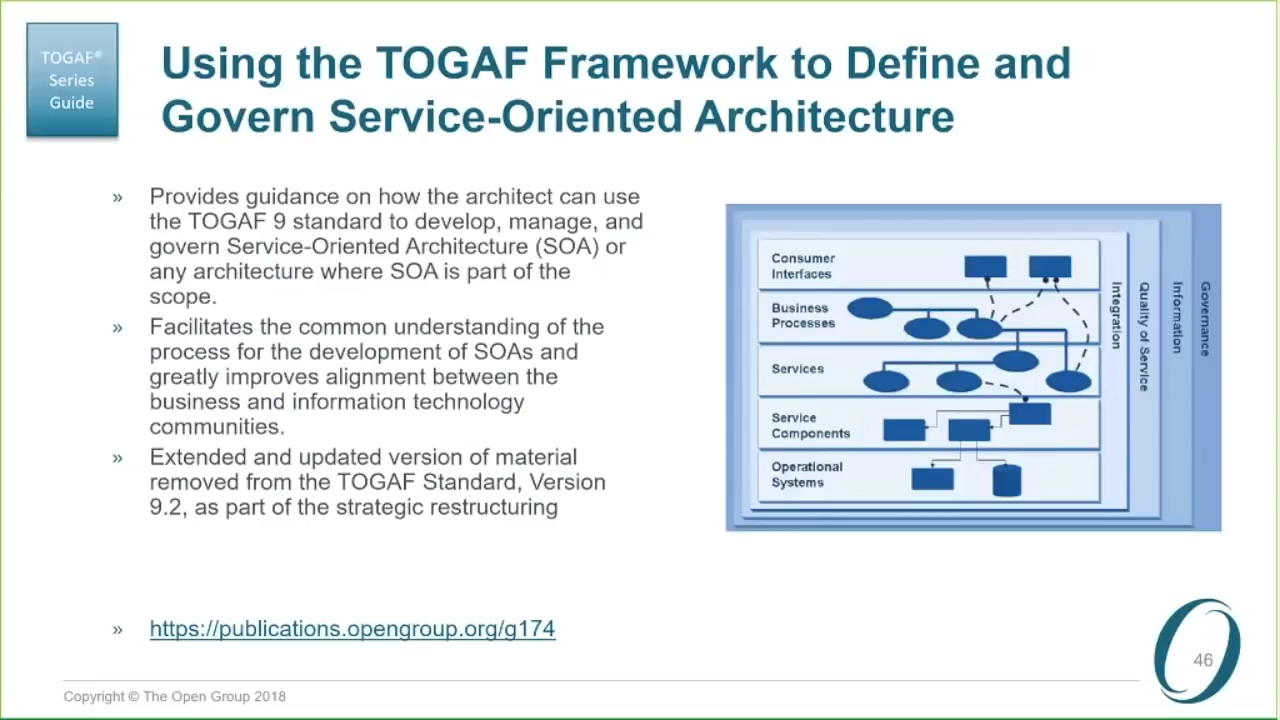 TOGAF®
Series
Guide
Using the TOGAF Framework to Define and
Govern Service-Oriented Architecture
» Provides guidance on how the architect can use
the TOGAF 9 standard to develop, manage, and
govern Service-Oriented Architecture (SOA) or
any architecture where SOA is part of the
scope.
» Facilitates the common understanding of the
process for the development of SOAs and
greatly improves alignment between the
business and information technology
communities.
» Extended and updated version of material
removed from the TOGAF Standard, Version
9.2, as part of the strategic restructuring
» https://publications.opengroup.org/g174
Consumer
Interfaces
Business
Processes
Services
Service
Components
Operational
Systems
Integration
Quality of Service
Information
Governance
46
Copyright © The Open Group 2018